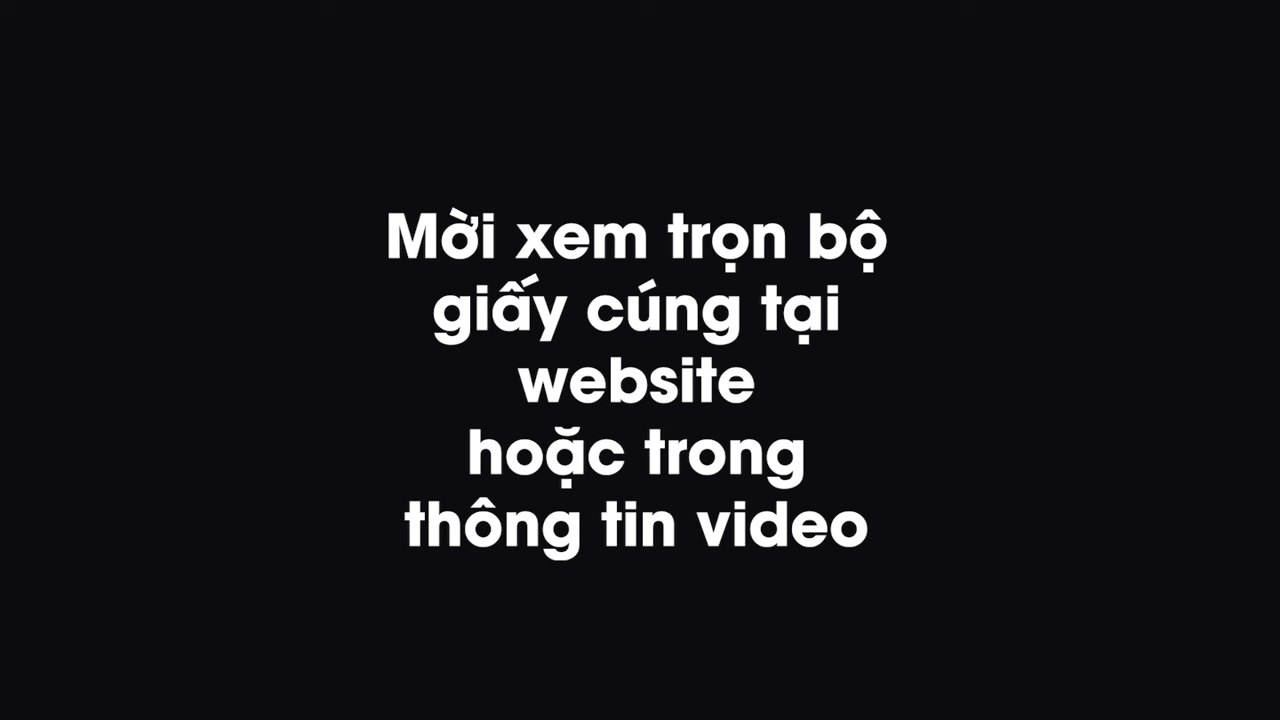 Mời xem trọn bộ
giấy cúng tại
website
hoặc trong
thông tin video